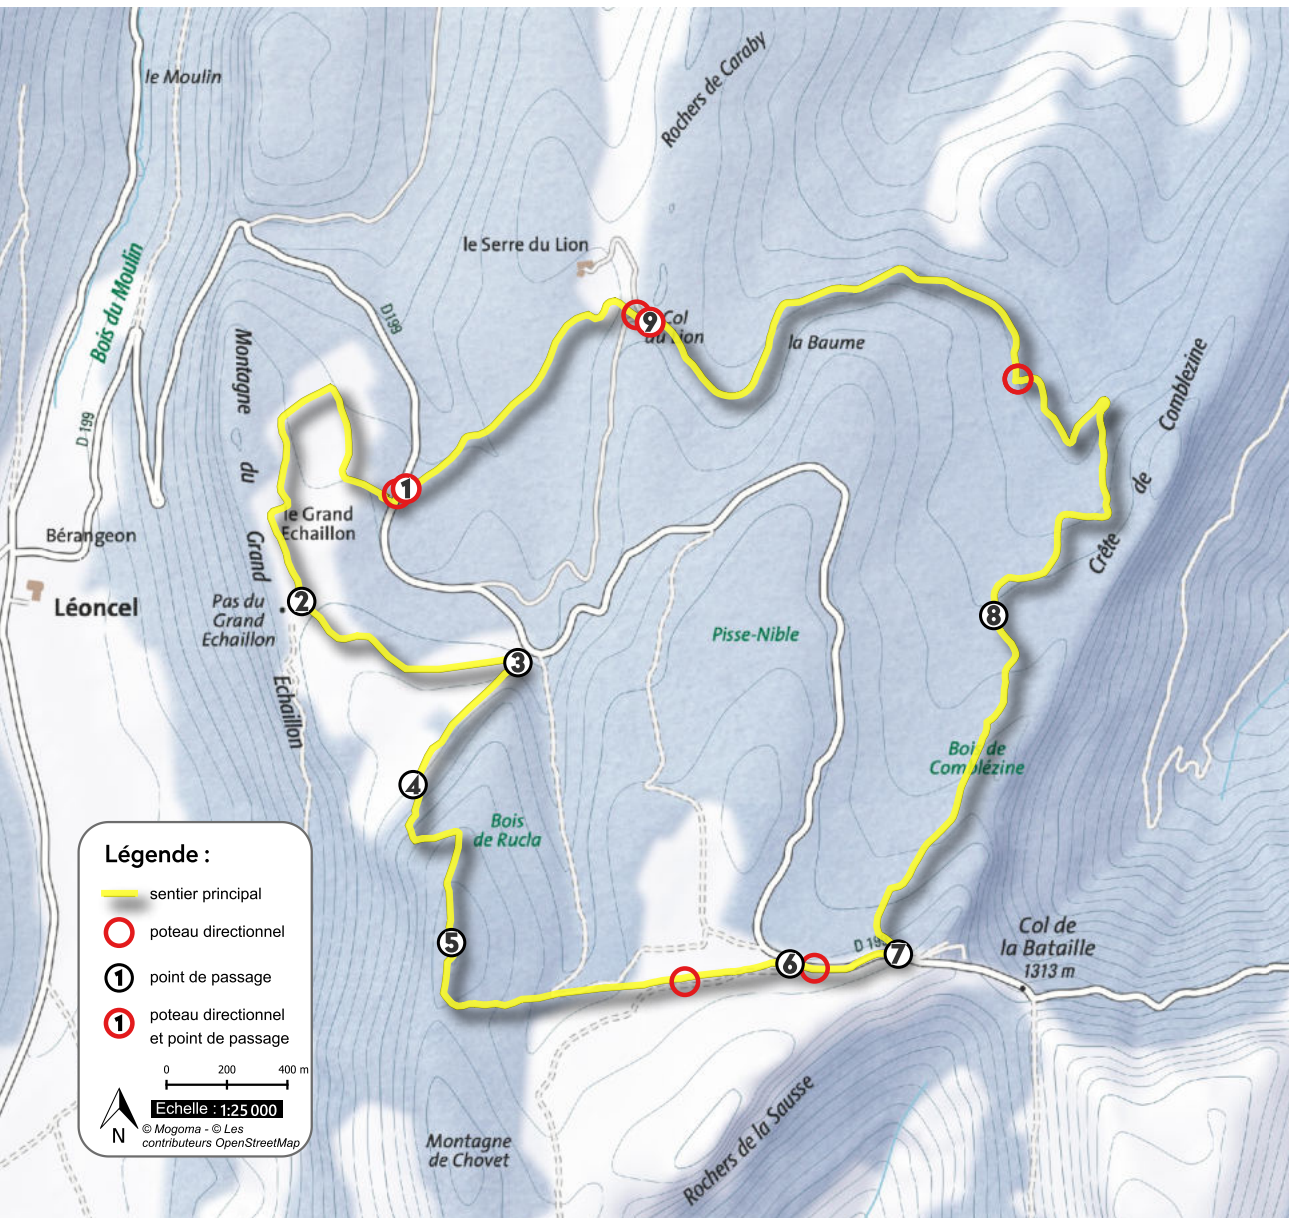 le Moulin
Rochers de Caraby
Bois du Moulin
le Serre du Lion
D199
9
Col
du Lion
la Baume
Montagne
du
Grand
Echaillon
Crête
de
Comblezine
D 199
1
le Grand
Echaillon
Bérangeon
Léoncel
Pas du
Grand
Echaillon
2
3
Pisse-Nible
8
4
Bois
de Rucla
Bois de
Complézine
5
6
D 199
7
Col de
la Bataille
1313 m
Rochers de la Sausse
Montagne
de Chovet
Légende :
sentier principal
poteau directionnel
1
point de passage
1
poteau directionnel
et point de passage
0 200 400 m
Echelle : 1:25 000
N
© Mogoma - © Les
contributeurs OpenStreetMap